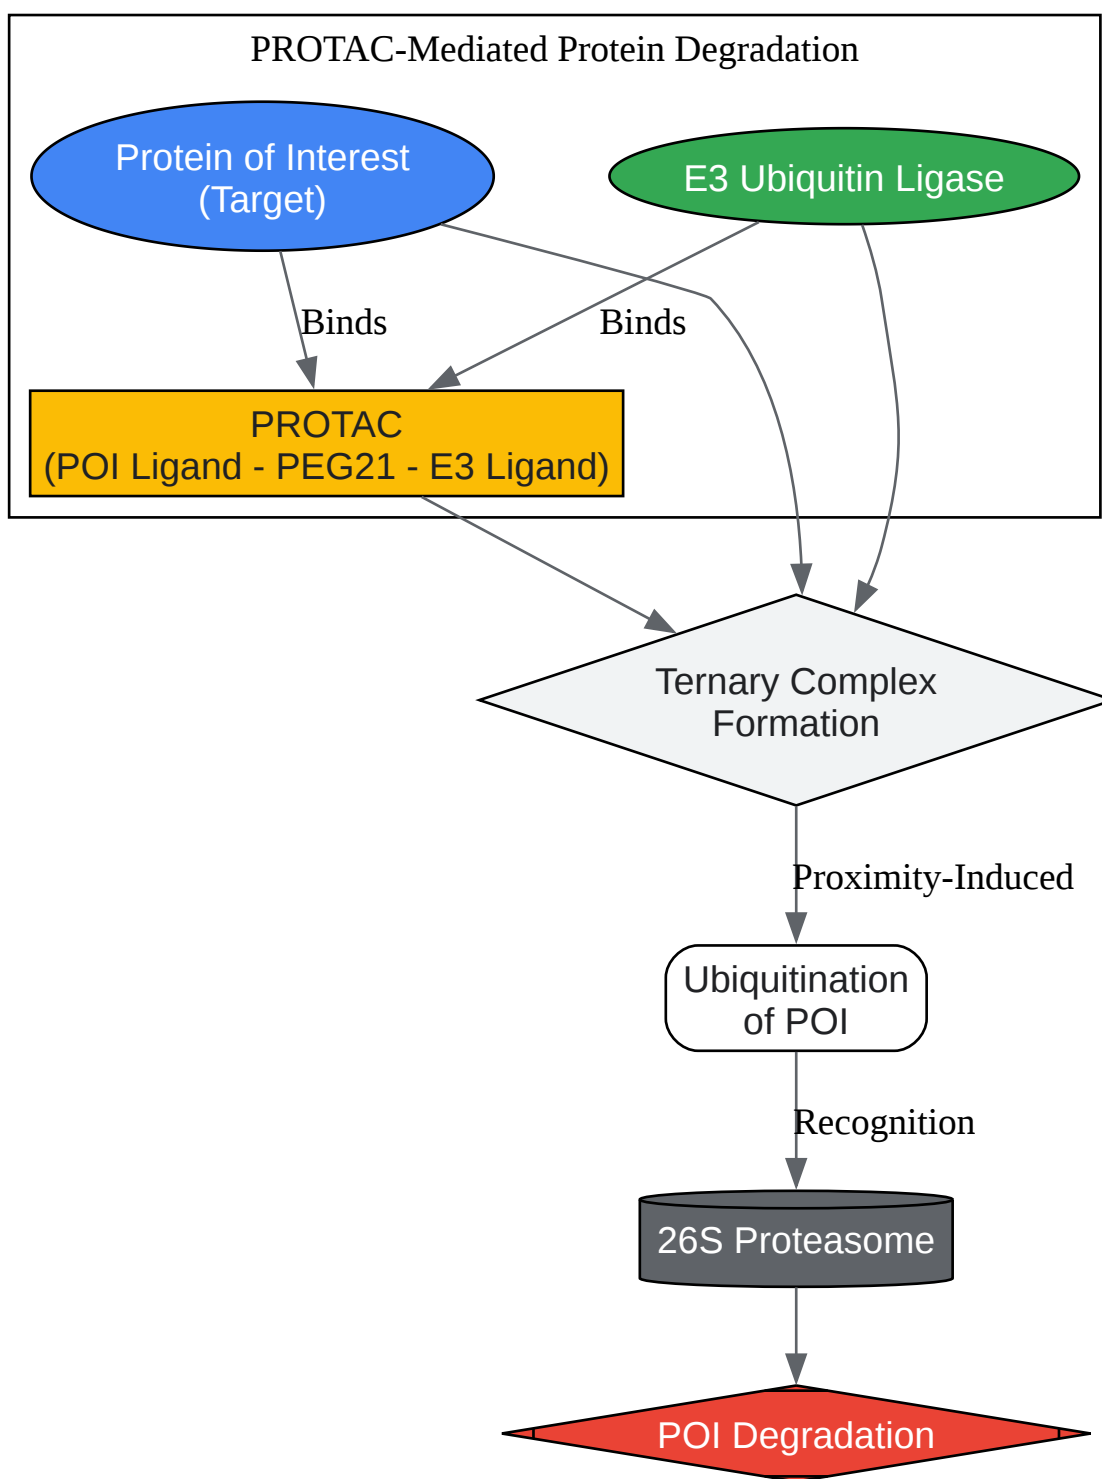 PROTAC-Mediated Protein Degradation
Protein of Interest
(Target)
E3 Ubiquitin Ligase
Binds
Binds
PROTAC
(POI Ligand - PEG21 - E3 Ligand)
Ternary Complex
Formation
Proximity-Induced
Ubiquitination
of POI
Recognition
26S Proteasome
POI Degradation